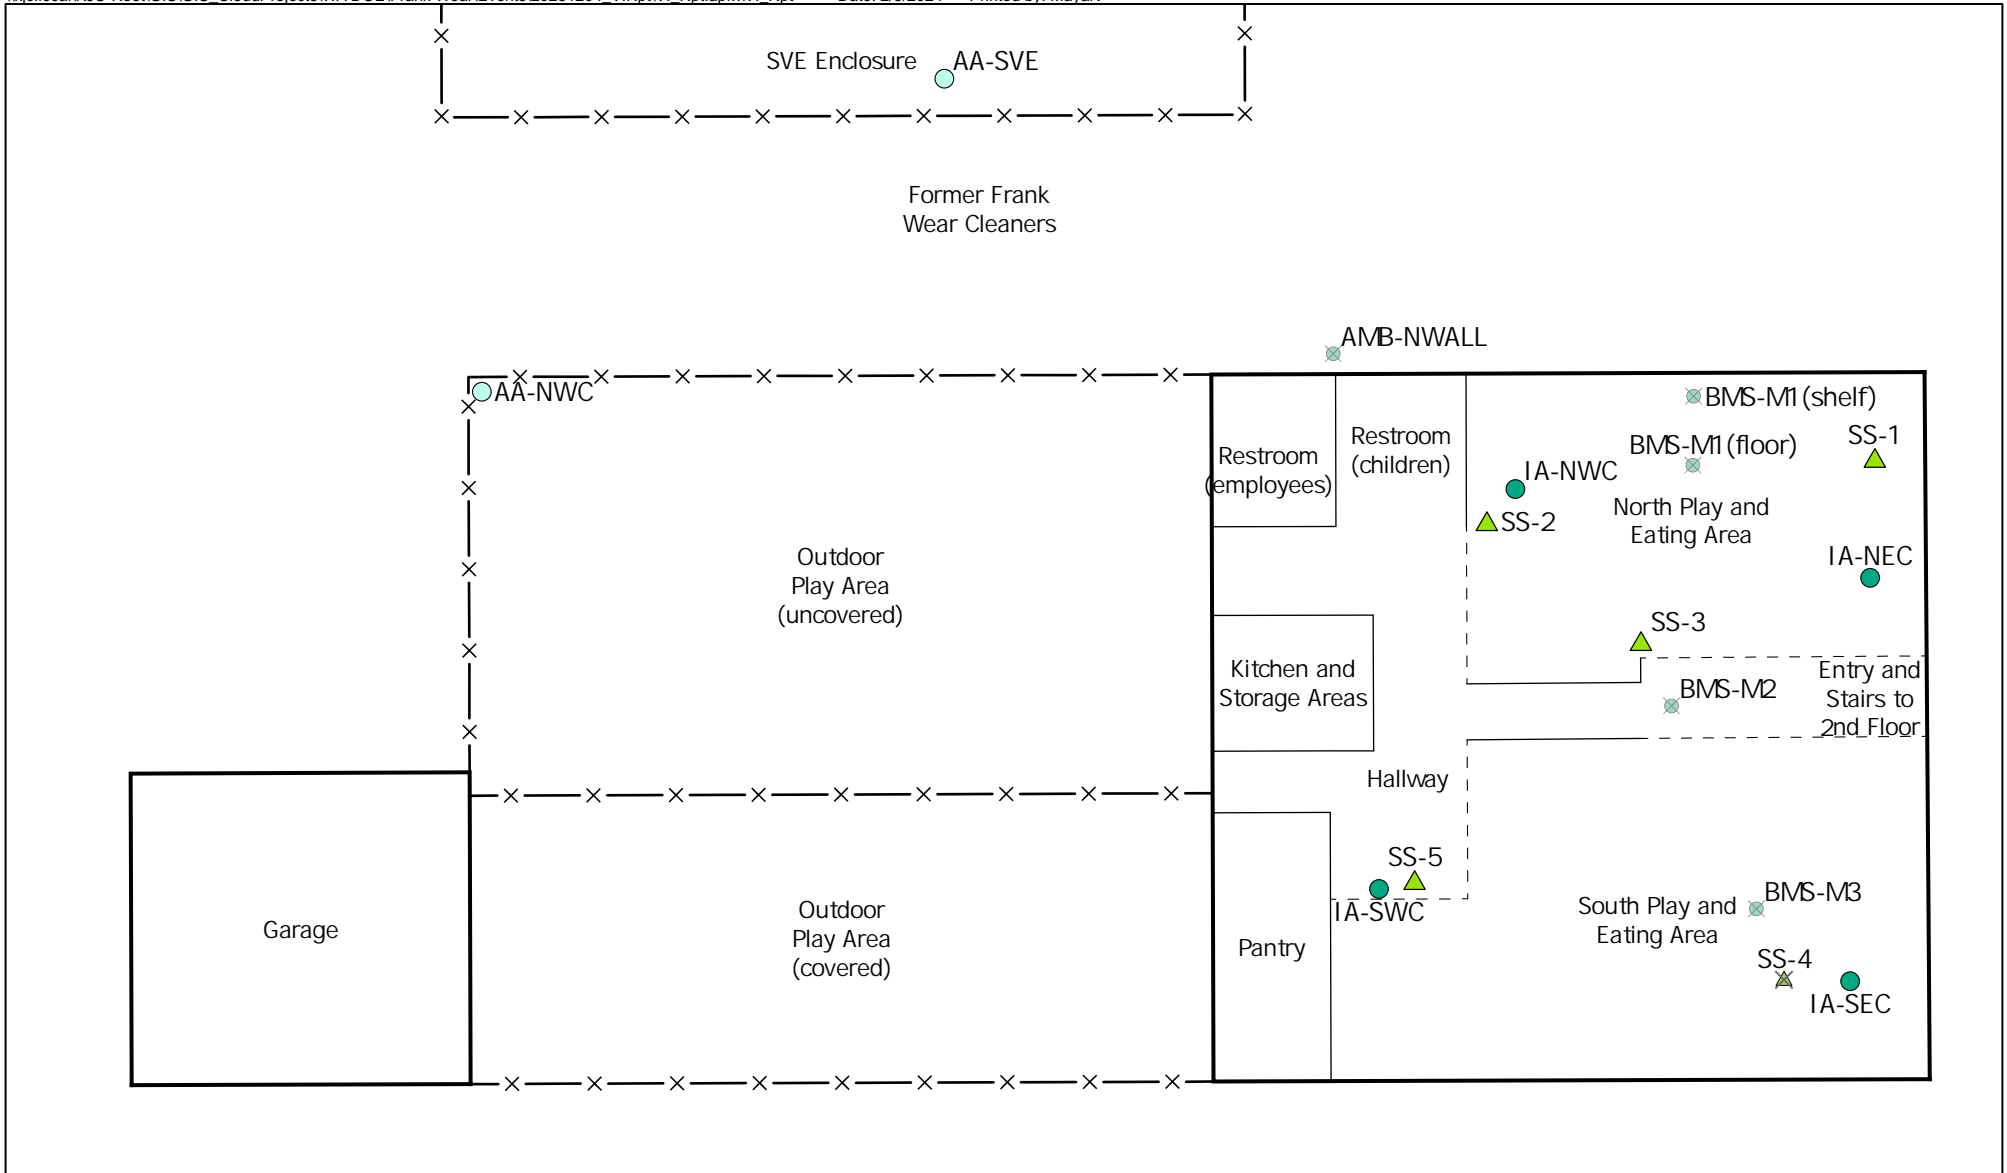 SVE Enclosure
AA-SVE
Former Frank
Wear Cleaners
AMB-NWALL
AA-NWC
BMS-M1 (shelf)
BMS-M1 (floor)
SS-1
Restroom
(employees)
Restroom
(children)
IA-NWC
SS-2
North Play and
Eating Area
IA-NEC
Outdoor
Play Area
(uncovered)
SS-3
Kitchen and
Storage Areas
BMS-M2
Entry and
Stairs to
2nd Floor
Hallway
SS-5
IA-SWC
Garage
Outdoor
Play Area
(covered)
Pantry
South Play and
Eating Area
BMS-M3
SS-4
IA-SEC